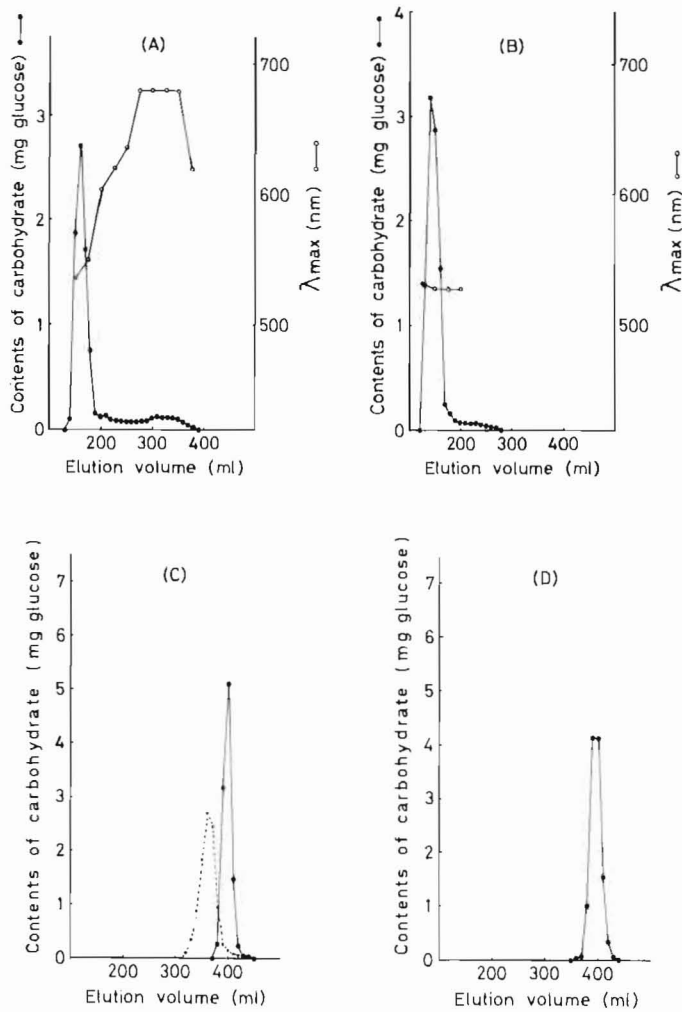 (A)
Contents of carbohydrate (mg glucose)
3
2
1
0
700
600
500
λmax (nm)
200 300 400
Elution volume (ml)
(B)
Contents of carbohydrate (mg glucose)
4
3
2
1
0
700
600
500
λmax (nm)
200 300 400
Elution volume (ml)
(C)
Contents of carbohydrate (mg glucose)
7
6
5
4
3
2
1
0
200 300 400
Elution volume (ml)
(D)
Contents of carbohydrate (mg glucose)
7
6
5
4
3
2
1
0
200 300 400
Elution volume (ml)